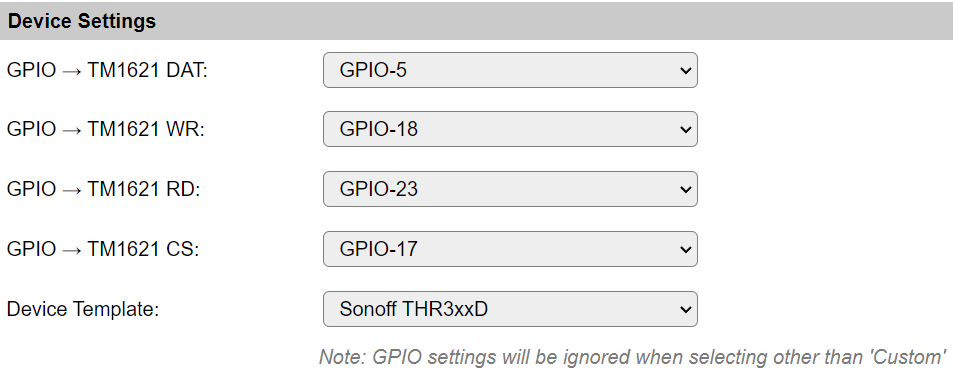 Device Settings
GPIO → TM1621 DAT: GPIO-5
GPIO → TM1621 WR: GPIO-18
GPIO → TM1621 RD: GPIO-23
GPIO → TM1621 CS: GPIO-17
Device Template: Sonoff THR3xxD
Note: GPIO settings will be ignored when selecting other than 'Custom'